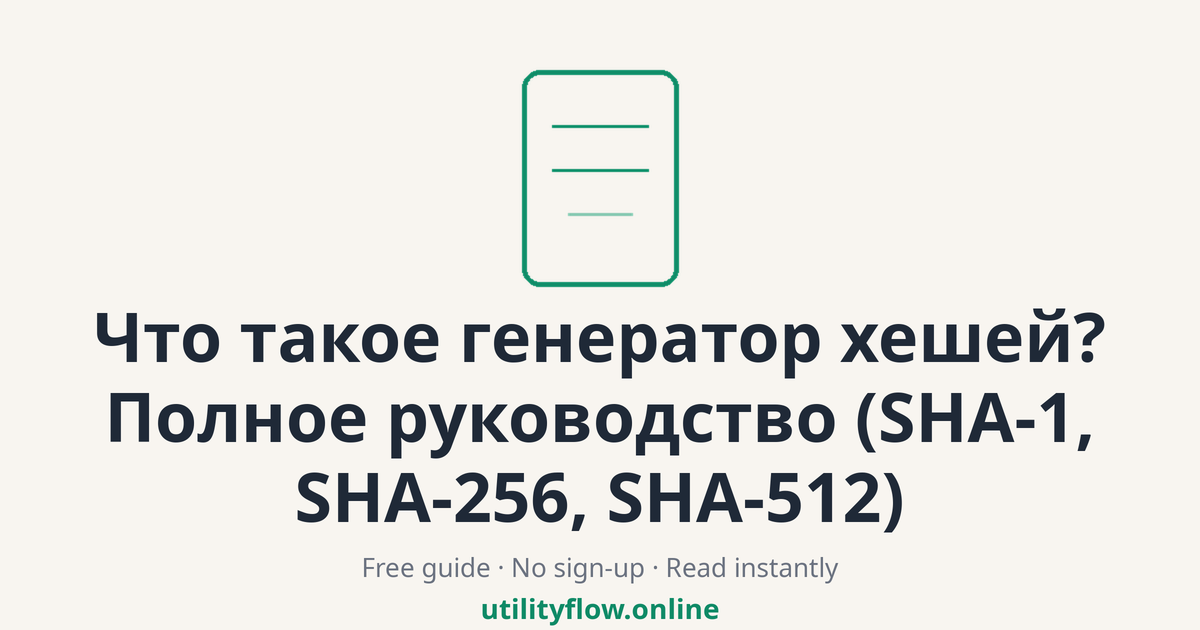 Что такое генератор хешей?
Полное руководство (SHA-1,
SHA-256, SHA-512)
Free guide · No sign-up · Read instantly
utilityflow.online